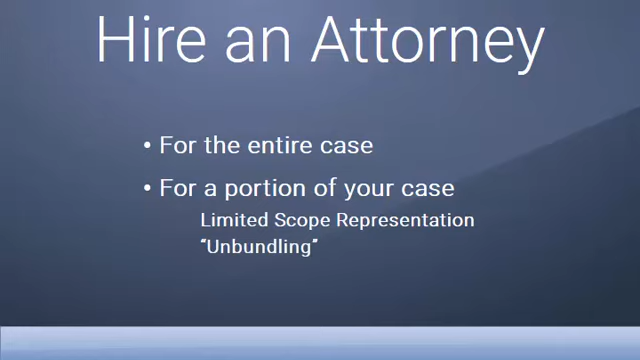 Hire an Attorney
• For the entire case
• For a portion of your case
Limited Scope Representation
“Unbundling”